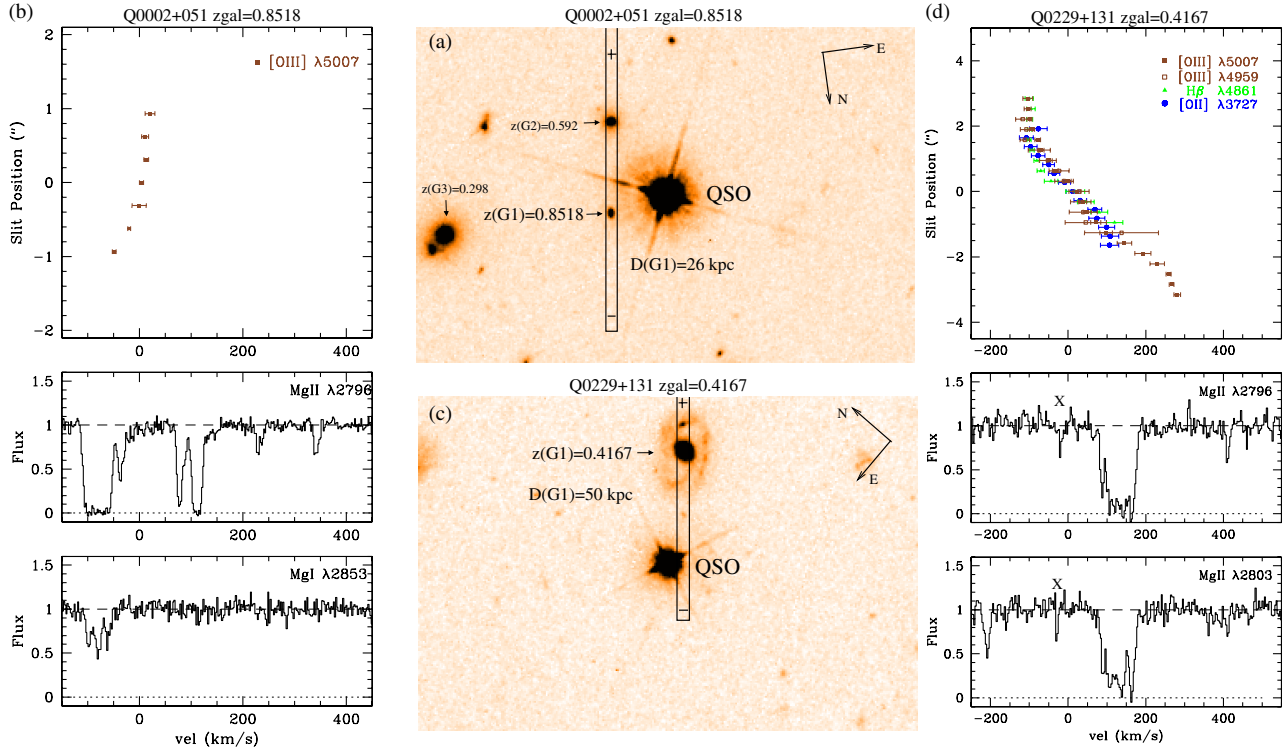 (b)
Q0002+051 zgal=0.8518
2
1
0
−1
−2
Slit Position (")
[OIII] λ5007
0
200
400
1.5
1
0.5
0
Flux
MgII λ2796
1.5
1
0.5
0
Flux
MgI λ2853
0
200
400
vel (km/s)
Q0002+051 zgal=0.8518
(a)
+
E
N
z(G2)=0.592
z(G3)=0.298
QSO
z(G1)=0.8518
D(G1)=26 kpc
−
Q0229+131 zgal=0.4167
(c)
+
N
E
z(G1)=0.4167
D(G1)=50 kpc
QSO
−
(d)
Q0229+131 zgal=0.4167
4
2
0
−2
−4
Slit Position (")
[OIII] λ5007
[OIII] λ4959
Hβ λ4861
[OII] λ3727
−200
0
200
400
1.5
1
0.5
0
Flux
MgII λ2796
X
−200
0
200
400
1.5
1
0.5
0
Flux
MgII λ2803
X
−200
0
200
400
vel (km/s)